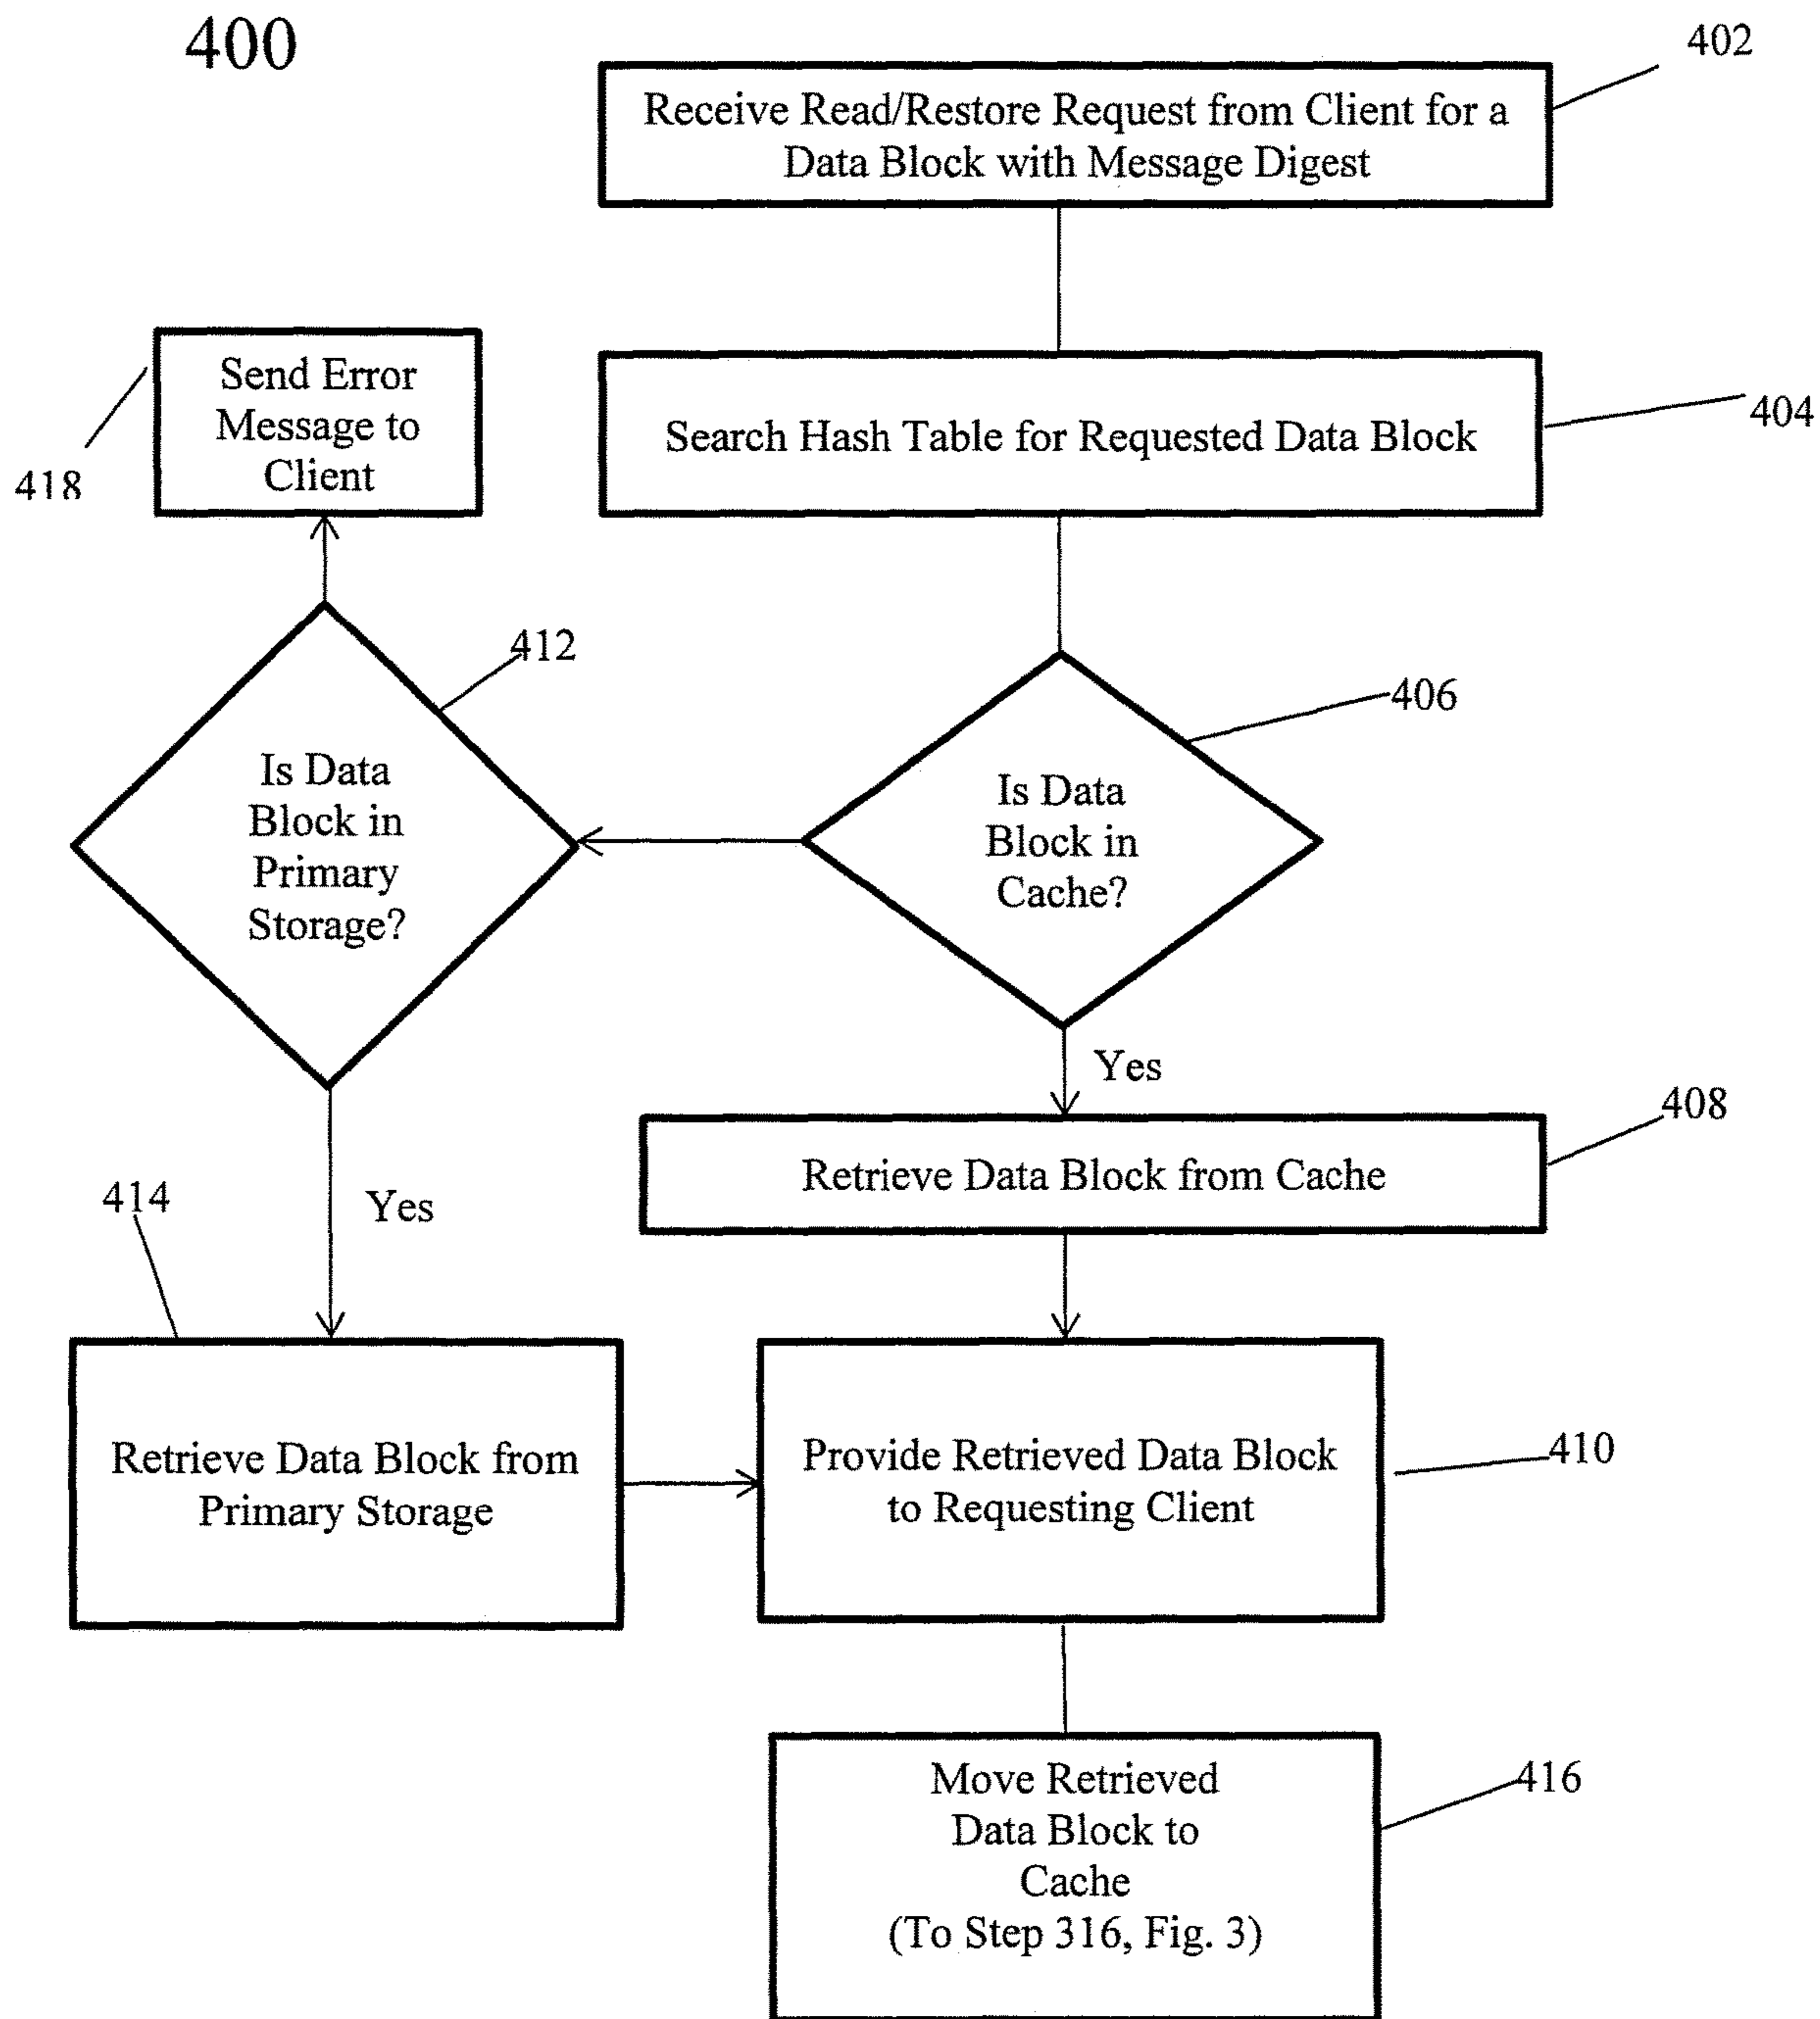 400
402
Receive Read/Restore Request from Client for a
Data Block with Message Digest
Send Error
Message to
Client
418
Search Hash Table for Requested Data Block
404
412
406
Is Data
Block in
Primary
Storage?
Is Data
Block in
Cache?
Yes
408
Retrieve Data Block from Cache
414
Yes
Retrieve Data Block from
Primary Storage
Provide Retrieved Data Block
to Requesting Client
410
Move Retrieved
Data Block to
Cache
(To Step 316, Fig. 3)
416